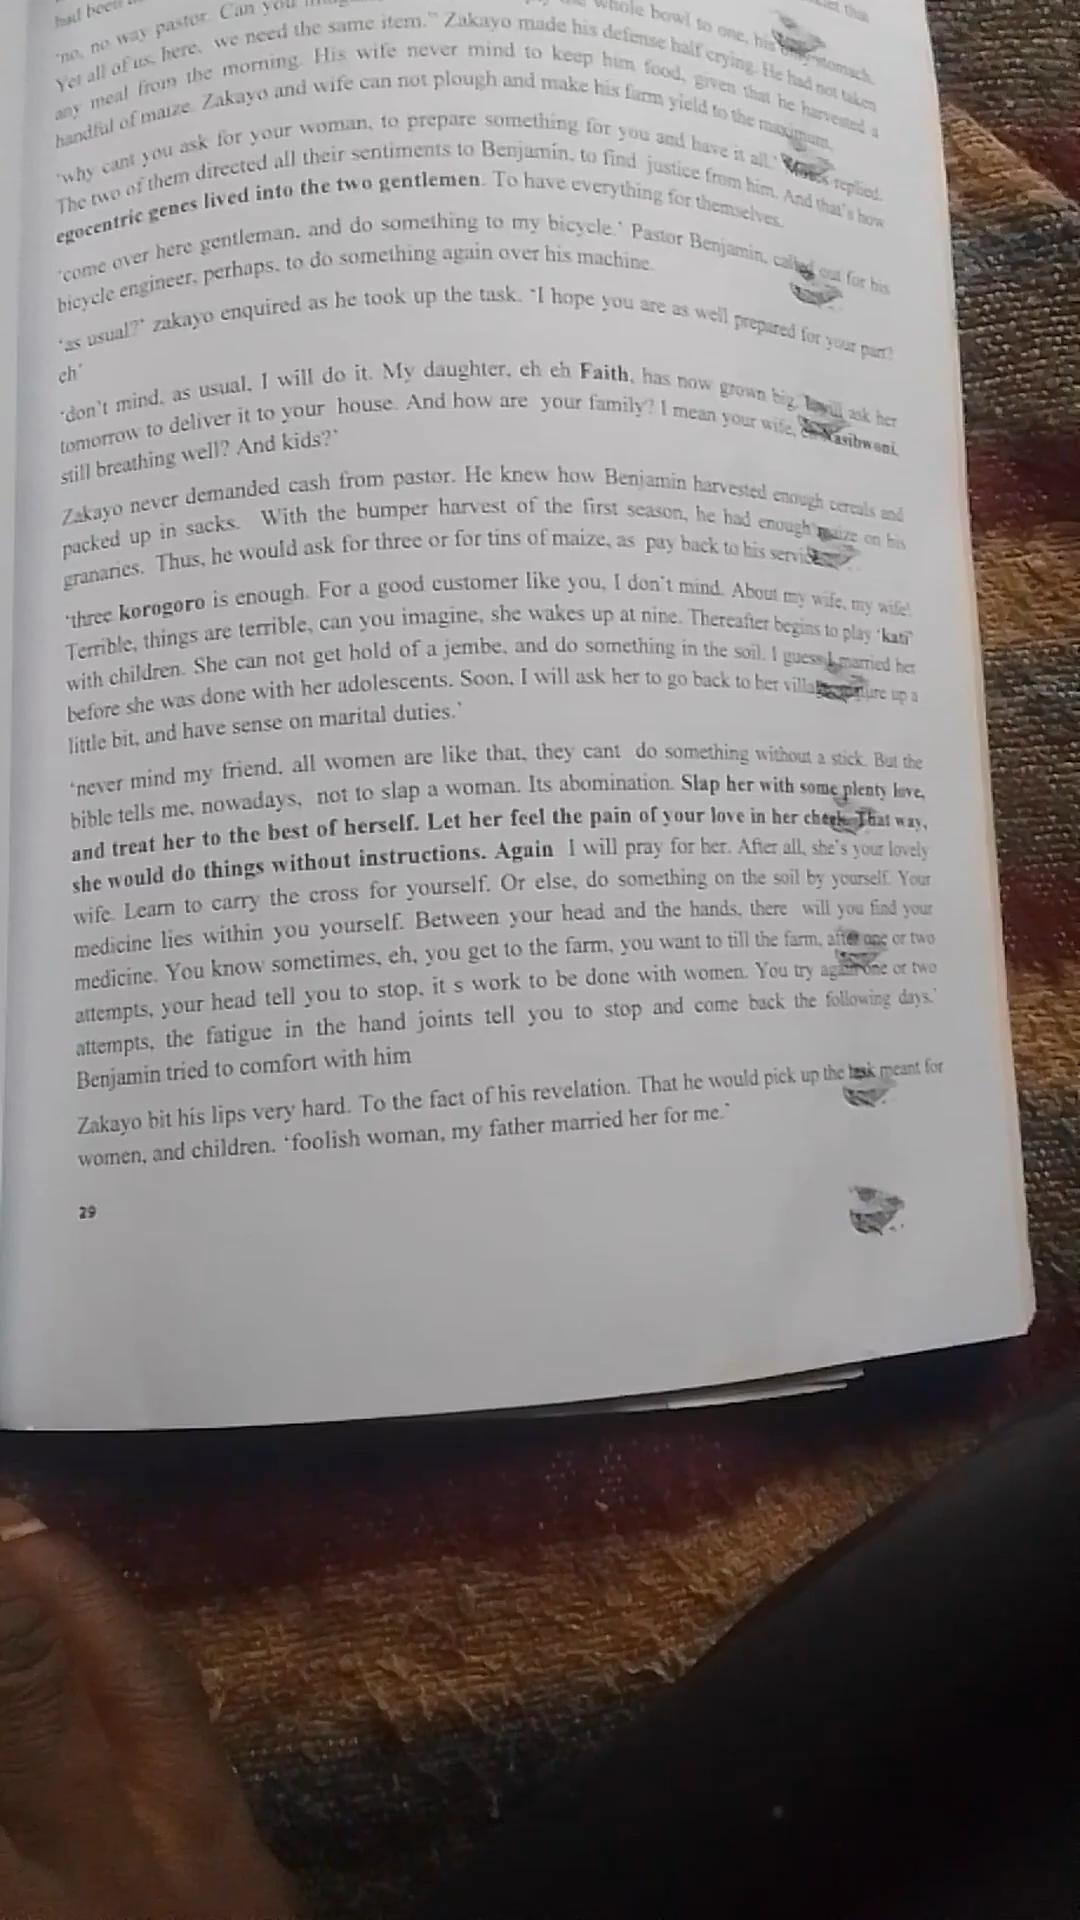 had been
'no, no way pastor. Can you whole bowl to one, his stomach.
Yet all of us, here, we need the same item." Zakayo made his defense half crying. He had not taken
any meal from the morning. His wife never mind to keep him food, given that he harvested a
handful of maize. Zakayo and wife can not plough and make his farm yield to the maximum.
'why cant you ask for your woman, to prepare something for you and have it all.' replied.
The two of them directed all their sentiments to Benjamin, to find justice from him. And that's how
egocentric genes lived into the two gentlemen. To have everything for themselves.
'come over here gentleman, and do something to my bicycle.' Pastor Benjamin, called out for his
bicycle engineer, perhaps, to do something again over his machine.
'as usual?' zakayo enquired as he took up the task. 'I hope you are as well prepared for your part?
eh'
'don't mind, as usual, I will do it. My daughter, eh eh Faith, has now grown big. I will ask her
tomorrow to deliver it to your house. And how are your family? I mean your wife,
still breathing well? And kids?'
Zakayo never demanded cash from pastor. He knew how Benjamin harvested enough cereals and
packed up in sacks. With the bumper harvest of the first season, he had enough maize on his
granaries. Thus, he would ask for three or for tins of maize, as pay back to his
'three korogoro is enough. For a good customer like you, I don't mind. About my wife, my wife!
Terrible, things are terrible, can you imagine, she wakes up at nine. Thereafter begins to play 'kati'
with children. She can not get hold of a jembe, and do something in the soil. I guess I married her
before she was done with her adolescents. Soon, I will ask her to go back to her up a
little bit, and have sense on marital duties.'
'never mind my friend, all women are like that, they cant do something without a stick. But the
bible tells me, nowadays, not to slap a woman. Its abomination. Slap her with some plenty love,
and treat her to the best of herself. Let her feel the pain of your love in her cheek. That way,
she would do things without instructions. Again I will pray for her. After all, she's your lovely
wife. Learn to carry the cross for yourself. Or else, do something on the soil by yourself. Your
medicine lies within you yourself. Between your head and the hands, there will you find your
medicine. You know sometimes, eh, you get to the farm, you want to till the farm, after one or two
attempts, your head tell you to stop, it s work to be done with women. You try again one or two
attempts, the fatigue in the hand joints tell you to stop and come back the following days.'
Benjamin tried to comfort with him
Zakayo bit his lips very hard. To the fact of his revelation. That he would pick up the task meant for
women, and children. 'foolish woman, my father married her for me.'
29